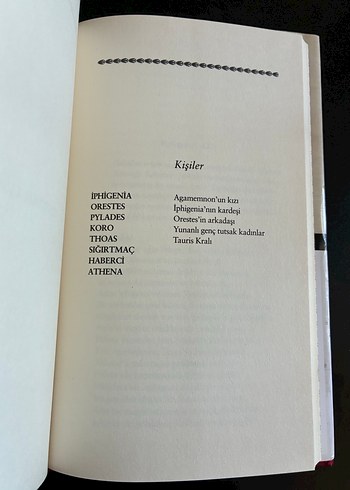 Kişiler
İPHİGENİA Agamemnon'un kızı
ORESTES İphigenia'nın kardeşi
PYLADES Orestes'in arkadaşı
KORO Yunanlı genç tutsak kadınlar
THOAS Tauris Kralı
SIĞIRTMAÇ
HABERCİ
ATHENA